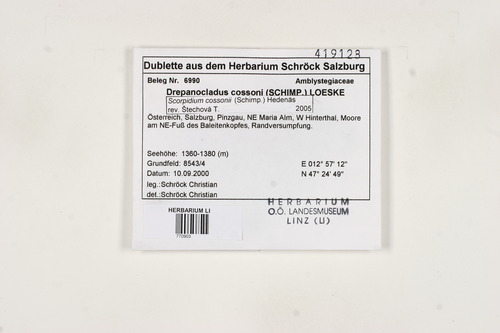 419128
Dublette aus dem Herbarium Schröck Salzburg
Beleg Nr. 6990 Amblystegiaceae
Drepanocladus cossoni (SCHIMP.) LOESKE
Scorpidium cossonii (Schimp.) Hedenäs
rev. Štechová T. 2005
Österreich, Salzburg, Pinzgau, NE Maria Alm, W Hinterthal, Moore
am NE-Fuß des Baleitenkopfes, Randversumpfung.
Seehöhe: 1360-1380 (m)
Grundfeld: 8543/4 E 012° 57' 12"
Datum: 10.09.2000 N 47° 24' 49"
leg.:Schröck Christian
det.:Schröck Christian
HERBARIUM
O.Ö. LANDESMUSEUM
LINZ (U)
HERBARIUM LI
770903